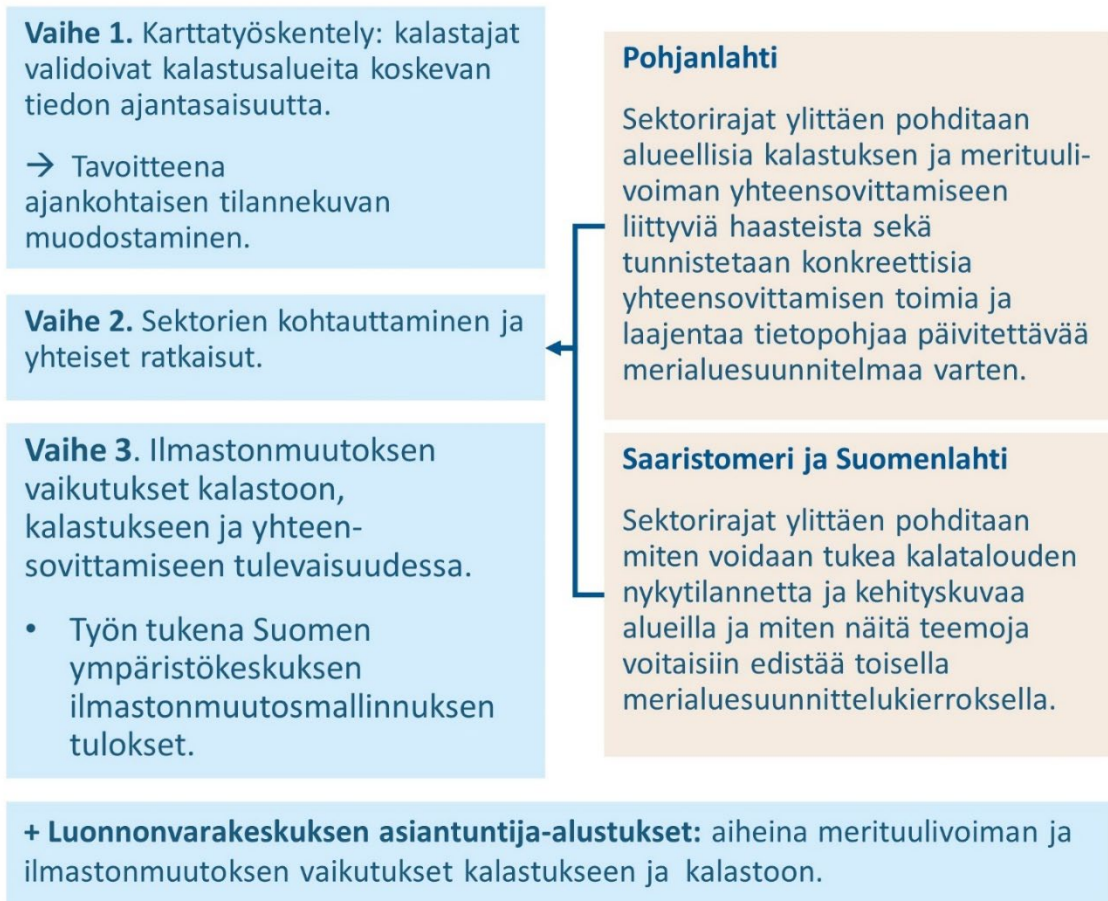 Vaihe 1. Karttatyöskentely: kalastajat
validoivat kalastusalueita koskevan
tiedon ajantasaisuutta.
→ Tavoitteena
ajankohtaisen tilannekuvan
muodostaminen.
Vaihe 2. Sektorien kohtauttaminen ja
yhteiset ratkaisut.
Vaihe 3. Ilmastonmuutoksen
vaikutukset kalastoon,
kalastukseen ja yhteen-
sovittamiseen tulevaisuudessa.
• Työn tukena Suomen
ympäristökeskuksen
ilmastonmuutosmallinnuksen
tulokset.
Pohjanlahti
Sektorirajat ylittäen pohditaan
alueellisia kalastuksen ja merituuli-
voiman yhteensovittamiseen
liittyviä haasteista sekä
tunnistetaan konkreettisia
yhteensovittamisen toimia ja
laajentaa tietopohjaa päivitettävää
merialuesuunnitelmaa varten.
Saaristomeri ja Suomenlahti
Sektorirajat ylittäen pohditaan
miten voidaan tukea kalatalouden
nykytilannetta ja kehityskuvaa
alueilla ja miten näitä teemoja
voitaisiin edistää toisella
merialuesuunnittelukierroksella.
+ Luonnonvarakeskuksen asiantuntija-alustukset: aiheina merituulivoiman ja
ilmastonmuutoksen vaikutukset kalastukseen ja kalastoon.